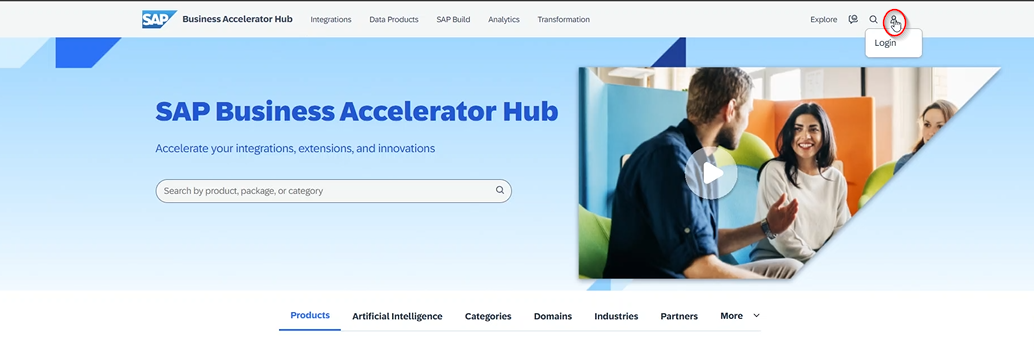 SAP Business Accelerator Hub Integrations Data Products SAP Build Analytics Transformation Explore
Login
SAP Business Accelerator Hub
Accelerate your integrations, extensions, and innovations
Search by product, package, or category
Products Artificial Intelligence Categories Domains Industries Partners More